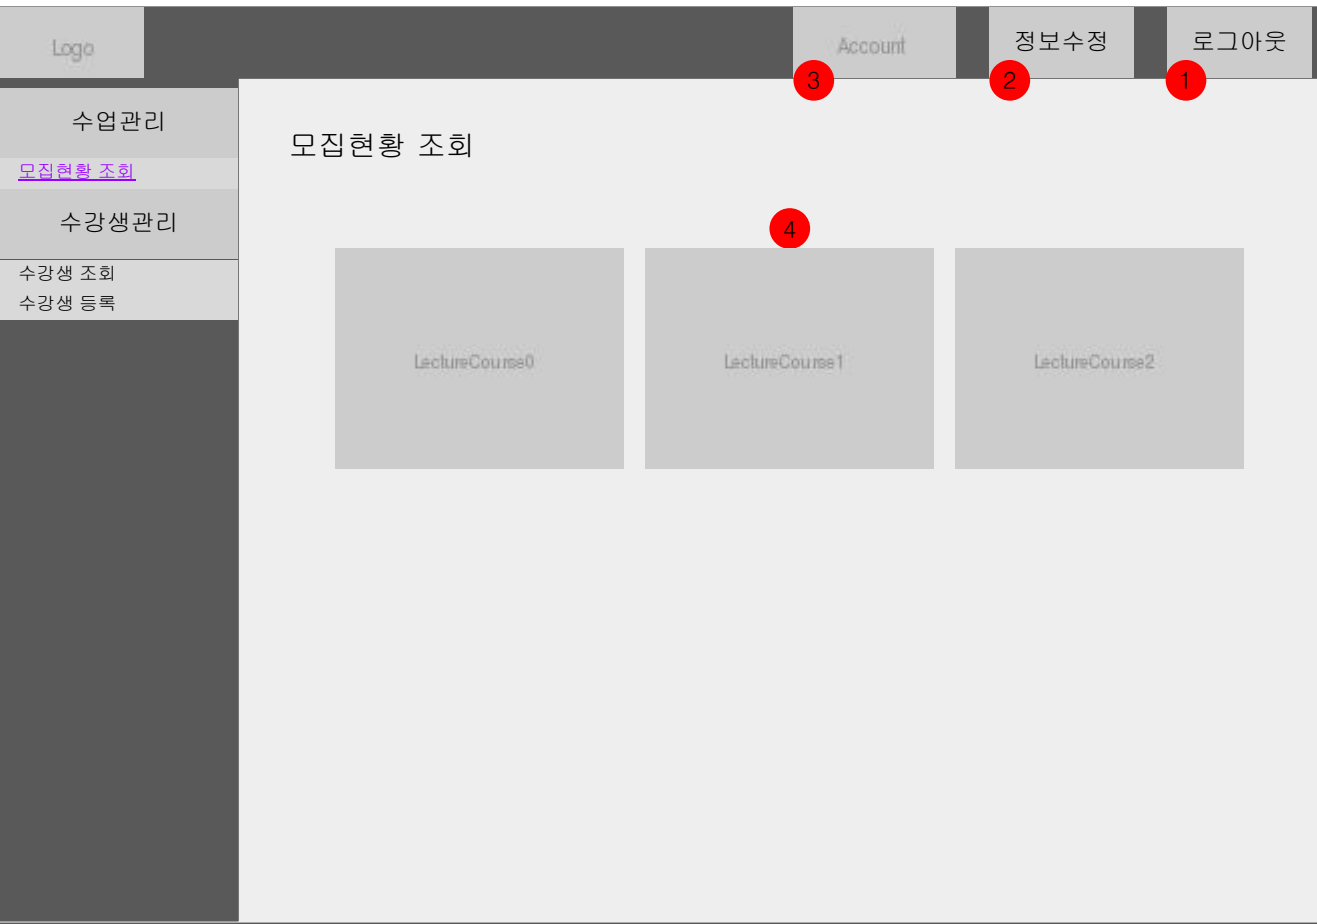 Logo
Account
정보수정
로그아웃
3
2
1
수업관리
모집현황 조회
수강생관리
수강생 조회
수강생 등록
모집현황 조회
4
LectureCourse0
LectureCourse1
LectureCourse2